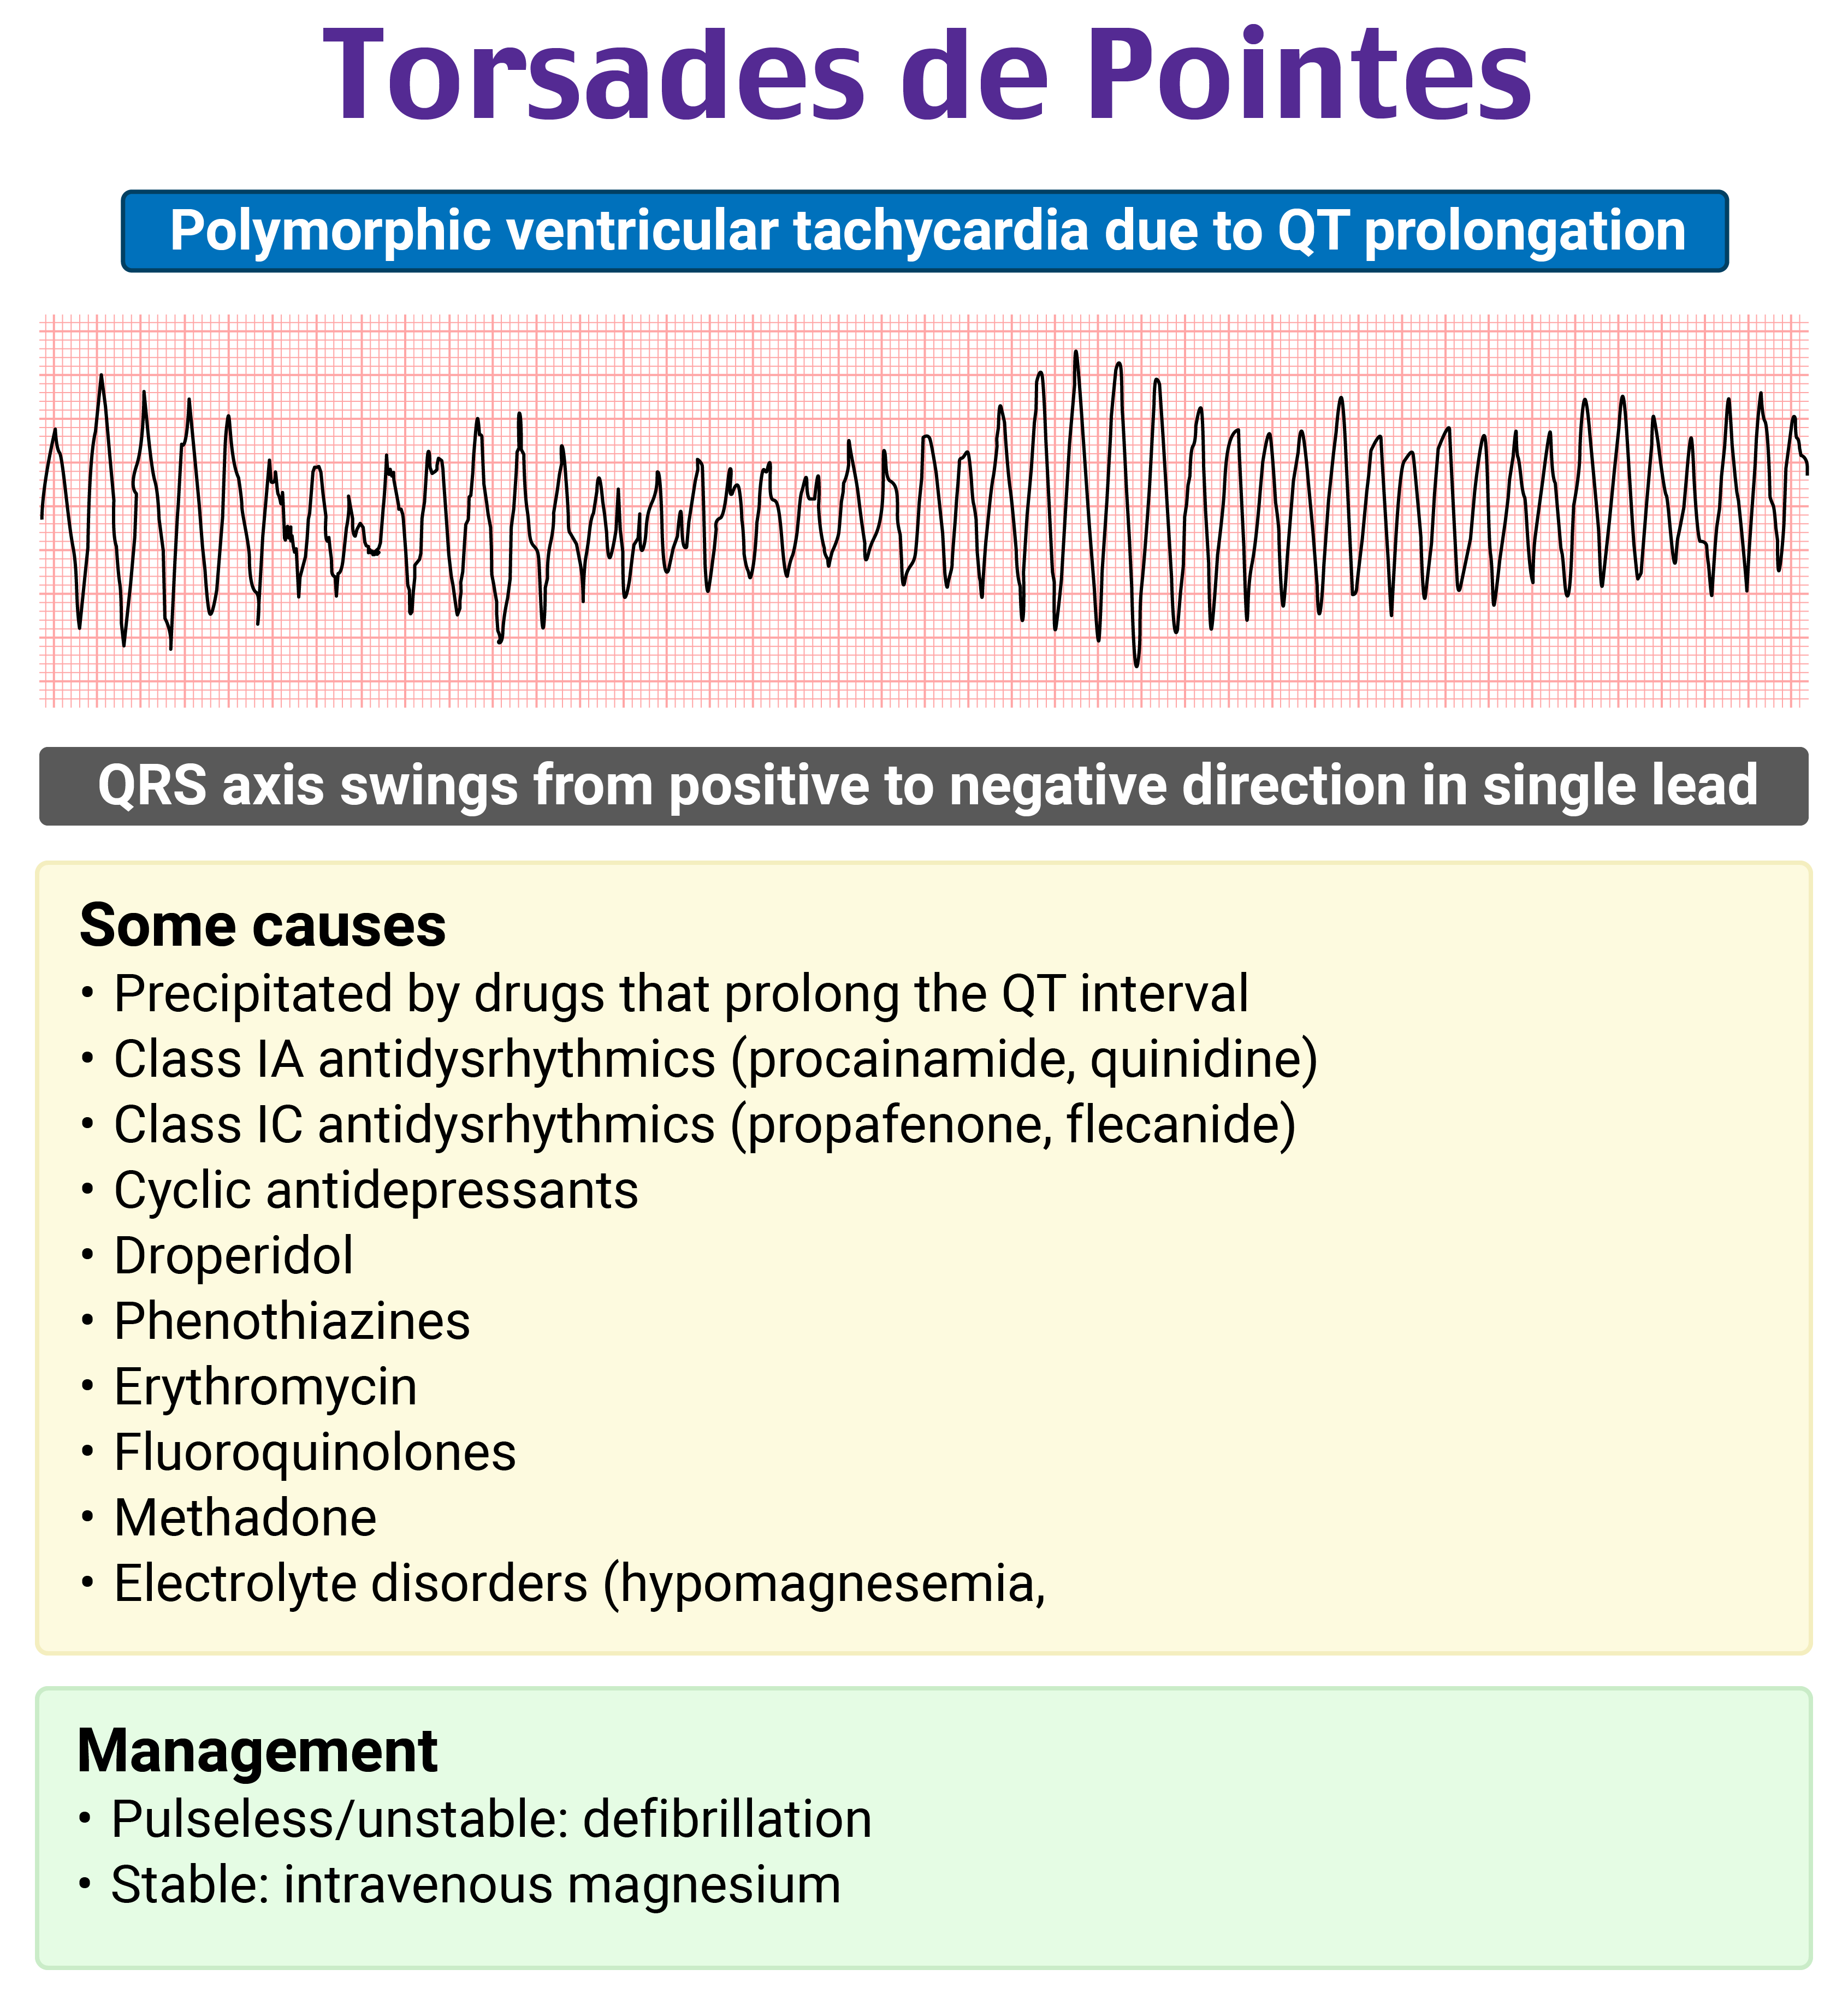 Torsades de Pointes
Polymorphic ventricular tachycardia due to QT prolongation
QRS axis swings from positive to negative direction in single lead
Some causes
• Precipitated by drugs that prolong the QT interval
• Class IA antidysrhythmics (procainamide, quinidine)
• Class IC antidysrhythmics (propafenone, flecanide)
• Cyclic antidepressants
• Droperidol
• Phenothiazines
• Erythromycin
• Fluoroquinolones
• Methadone
• Electrolyte disorders (hypomagnesemia,
Management
• Pulseless/unstable: defibrillation
• Stable: intravenous magnesium